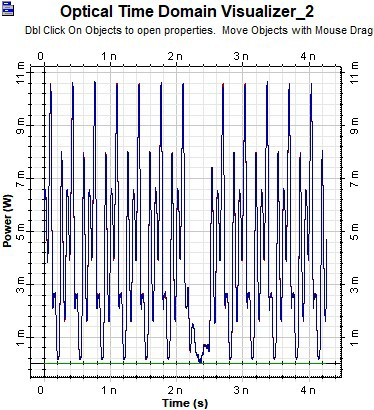 Optical Time Domain Visualizer_2
Dbl Click On Objects to open properties. Move Objects with Mouse Drag
0 1 n 2 n 3 n 4 n
11 m 11 m
9 m 9 m
7 m 7 m
5 m 5 m
3 m 3 m
1 m 1 m
Power (W)
0 1 n 2 n 3 n 4 n
Time (s)